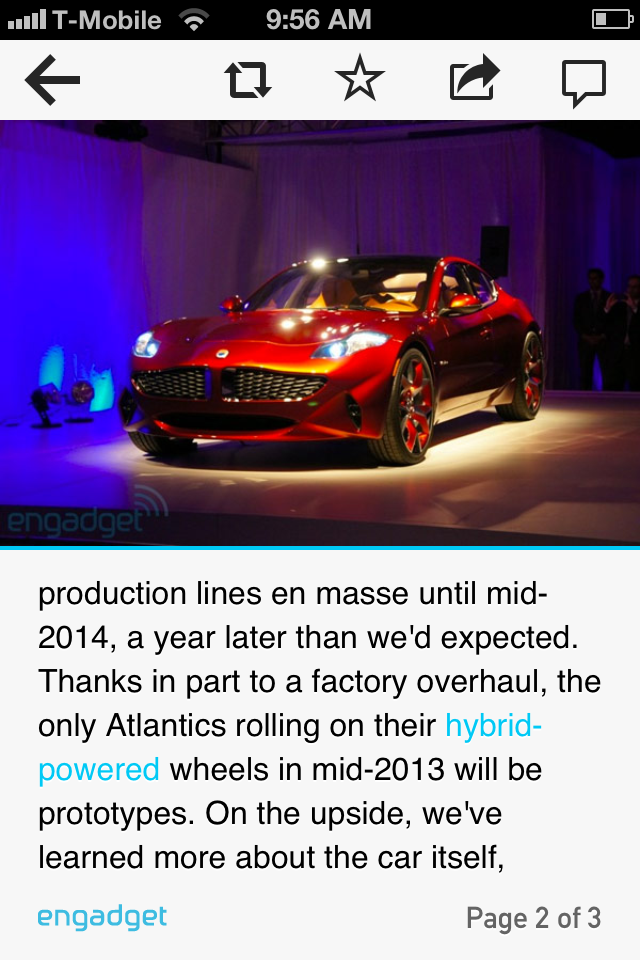 T-Mobile 9:56 AM
engadget
production lines en masse until mid-
2014, a year later than we'd expected.
Thanks in part to a factory overhaul, the
only Atlantics rolling on their hybrid-
powered wheels in mid-2013 will be
prototypes. On the upside, we've
learned more about the car itself,
engadget Page 2 of 3